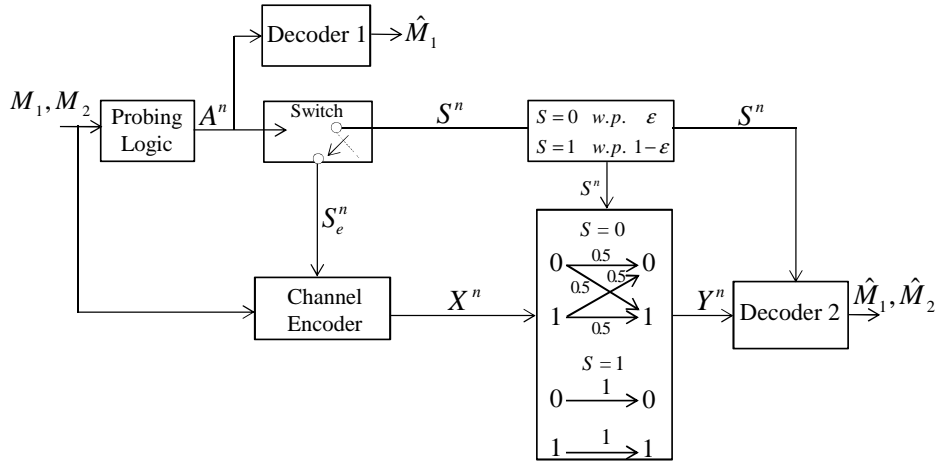 Decoder 1
M̂₁
M₁, M₂
Probing
Logic
Aⁿ
Switch
Sⁿ
S = 0 w.p. ε
S = 1 w.p. 1−ε
Sⁿ
Sⁿ
Sₑⁿ
S = 0
0 0.5 0
0.5 0.5
1 0.5 1
Channel
Encoder
Xⁿ
Yⁿ
Decoder 2
M̂₁, M̂₂
S = 1
0 1 0
1 1 1